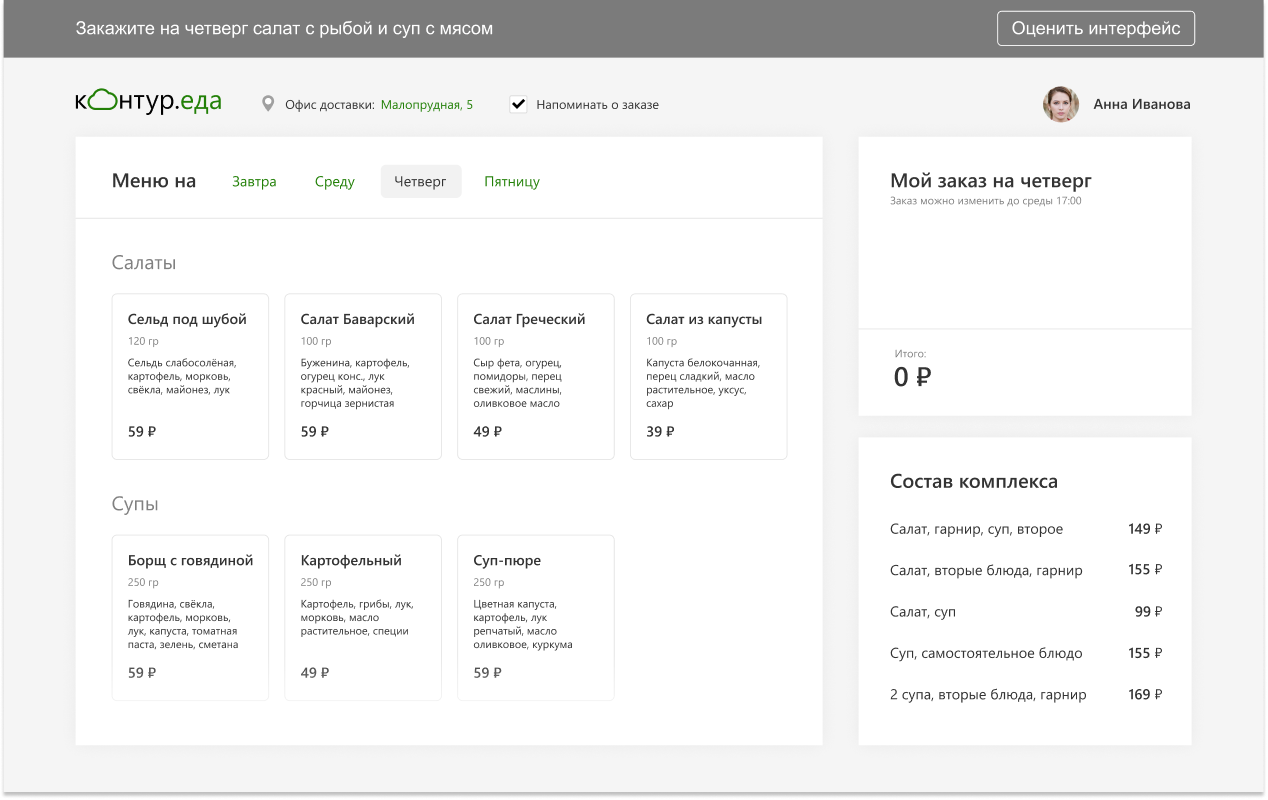 Закажите на четверг салат с рыбой и суп с мясом
Оценить интерфейс
контур.еда
Офис доставки: Малопрудная, 5
Напоминать о заказе
Анна Иванова
Меню на
Завтра
Среду
Четверг
Пятницу
Салаты
Сельд под шубой
120 гр
Сельдь слабосолёная,
картофель, морковь,
свёкла, майонез, лук
59 ₽
Салат Баварский
100 гр
Буженина, картофель,
огурец конс., лук
красный, майонез,
горчица зернистая
59 ₽
Салат Греческий
100 гр
Сыр фета, огурец,
помидоры, перец
свежий, маслины,
оливковое масло
49 ₽
Салат из капусты
100 гр
Капуста белокочанная,
перец сладкий, масло
растительное, уксус,
сахар
39 ₽
Супы
Борщ с говядиной
250 гр
Говядина, свёкла,
картофель, морковь,
лук, капуста, томатная
паста, зелень, сметана
59 ₽
Картофельный
250 гр
Картофель, грибы, лук,
морковь, масло
растительное, специи
49 ₽
Суп-пюре
250 гр
Цветная капуста,
картофель, лук
репчатый, масло
оливковое, куркума
59 ₽
Мой заказ на четверг
Заказ можно изменить до среды 17:00
Итого:
0 ₽
Состав комплекса
Салат, гарнир, суп, второе 149 ₽
Салат, вторые блюда, гарнир 155 ₽
Салат, суп 99 ₽
Суп, самостоятельное блюдо 155 ₽
2 супа, вторые блюда, гарнир 169 ₽